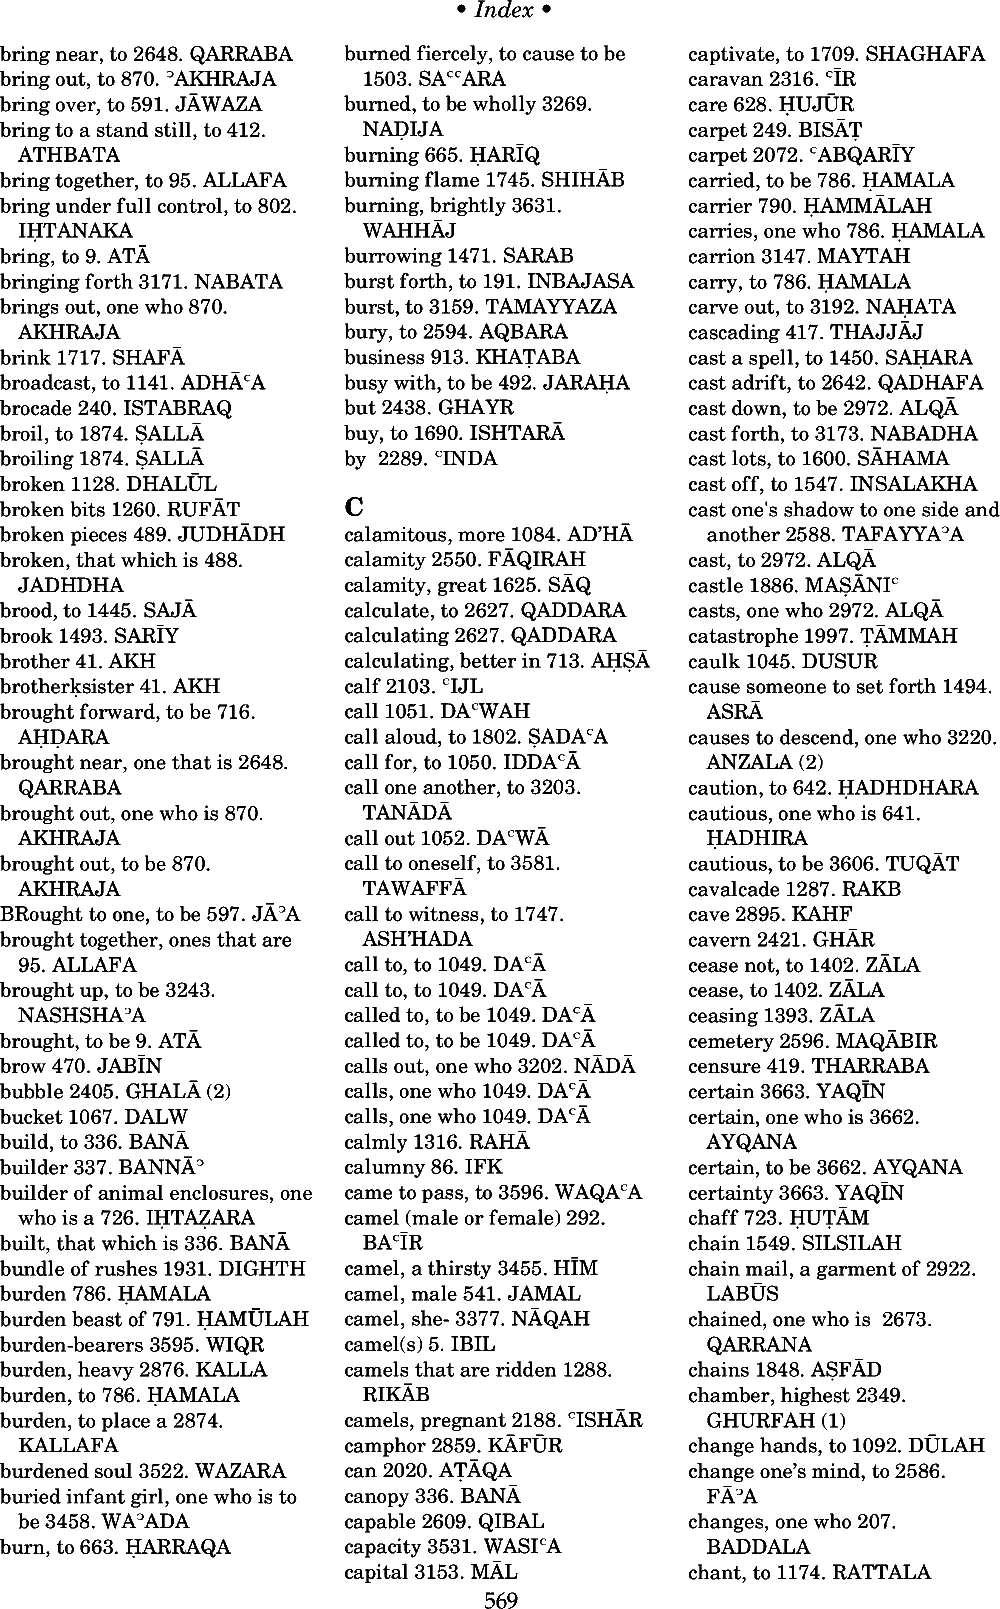 • Index •
bring near, to 2648. QARRABA
bring out, to 870. ᵓAKHRAJA
bring over, to 591. JĀWAZA
bring to a stand still, to 412.
ATHBATA
bring together, to 95. ALLAFA
bring under full control, to 802.
IḤTANAKA
bring, to 9. ATĀ
bringing forth 3171. NABATA
brings out, one who 870.
AKHRAJA
brink 1717. SHAFĀ
broadcast, to 1141. ADHĀᶜA
brocade 240. ISTABRAQ
broil, to 1874. ṢALLĀ
broiling 1874. ṢALLĀ
broken 1128. DHALŪL
broken bits 1260. RUFĀT
broken pieces 489. JUDHĀDH
broken, that which is 488.
JADHDHA
brood, to 1445. SAJĀ
brook 1493. SARĪY
brother 41. AKH
brotherķsister 41. AKH
brought forward, to be 716.
AḤḌARA
brought near, one that is 2648.
QARRABA
brought out, one who is 870.
AKHRAJA
brought out, to be 870.
AKHRAJA
BRought to one, to be 597. JĀᵓA
brought together, ones that are
95. ALLAFA
brought up, to be 3243.
NASHSHAᵓA
brought, to be 9. ATĀ
brow 470. JABĪN
bubble 2405. GHALĀ (2)
bucket 1067. DALW
build, to 336. BANĀ
builder 337. BANNĀᵓ
builder of animal enclosures, one
who is a 726. IḤTAẒARA
built, that which is 336. BANĀ
bundle of rushes 1931. DIGHTH
burden 786. ḤAMALA
burden beast of 791. ḤAMŪLAH
burden-bearers 3595. WIQR
burden, heavy 2876. KALLA
burden, to 786. ḤAMALA
burden, to place a 2874.
KALLAFA
burdened soul 3522. WAZARA
buried infant girl, one who is to
be 3458. WAᵓADA
burn, to 663. ḤARRAQA
burned fiercely, to cause to be
1503. SAᶜᶜARA
burned, to be wholly 3269.
NAḌIJA
burning 665. ḤARĪQ
burning flame 1745. SHIHĀB
burning, brightly 3631.
WAHHĀJ
burrowing 1471. SARAB
burst forth, to 191. INBAJASA
burst, to 3159. TAMAYYAZA
bury, to 2594. AQBARA
business 913. KHAṬABA
busy with, to be 492. JARAḤA
but 2438. GHAYR
buy, to 1690. ISHTARĀ
by 2289. ᶜINDA
C
calamitous, more 1084. AD’HĀ
calamity 2550. FĀQIRAH
calamity, great 1625. SĀQ
calculate, to 2627. QADDARA
calculating 2627. QADDARA
calculating, better in 713. AḤṢĀ
calf 2103. ᶜIJL
call 1051. DAᶜWAH
call aloud, to 1802. ṢADAᶜA
call for, to 1050. IDDAᶜĀ
call one another, to 3203.
TANĀDĀ
call out 1052. DAᶜWĀ
call to oneself, to 3581.
TAWAFFĀ
call to witness, to 1747.
ASH’HADA
call to, to 1049. DAᶜĀ
call to, to 1049. DAᶜĀ
called to, to be 1049. DAᶜĀ
called to, to be 1049. DAᶜĀ
calls out, one who 3202. NĀDĀ
calls, one who 1049. DAᶜĀ
calls, one who 1049. DAᶜĀ
calmly 1316. RAHĀ
calumny 86. IFK
came to pass, to 3596. WAQAᶜA
camel (male or female) 292.
BAᶜĪR
camel, a thirsty 3455. HĪM
camel, male 541. JAMAL
camel, she- 3377. NĀQAH
camel(s) 5. IBIL
camels that are ridden 1288.
RIKĀB
camels, pregnant 2188. ᶜISHĀR
camphor 2859. KĀFŪR
can 2020. AṬĀQA
canopy 336. BANĀ
capable 2609. QIBAL
capacity 3531. WASIᶜA
capital 3153. MĀL
captivate, to 1709. SHAGHAFA
caravan 2316. ᶜĪR
care 628. ḤUJŪR
carpet 249. BISĀṬ
carpet 2072. ᶜABQARĪY
carried, to be 786. ḤAMALA
carrier 790. ḤAMMĀLAH
carries, one who 786. ḤAMALA
carrion 3147. MAYTAH
carry, to 786. ḤAMALA
carve out, to 3192. NAḤATA
cascading 417. THAJJĀJ
cast a spell, to 1450. SAḤARA
cast adrift, to 2642. QADHAFA
cast down, to be 2972. ALQĀ
cast forth, to 3173. NABADHA
cast lots, to 1600. SĀHAMA
cast off, to 1547. INSALAKHA
cast one's shadow to one side and
another 2588. TAFAYYAᵓA
cast, to 2972. ALQĀ
castle 1886. MAṢĀNIᶜ
casts, one who 2972. ALQĀ
catastrophe 1997. ṬĀMMAH
caulk 1045. DUSUR
cause someone to set forth 1494.
ASRĀ
causes to descend, one who 3220.
ANZALA (2)
caution, to 642. ḤADHDHARA
cautious, one who is 641.
ḤADHIRA
cautious, to be 3606. TUQĀT
cavalcade 1287. RAKB
cave 2895. KAHF
cavern 2421. GHĀR
cease not, to 1402. ZĀLA
cease, to 1402. ZĀLA
ceasing 1393. ZĀLA
cemetery 2596. MAQĀBIR
censure 419. THARRABA
certain 3663. YAQĪN
certain, one who is 3662.
AYQANA
certain, to be 3662. AYQANA
certainty 3663. YAQĪN
chaff 723. ḤUṬĀM
chain 1549. SILSILAH
chain mail, a garment of 2922.
LABŪS
chained, one who is 2673.
QARRANA
chains 1848. AṢFĀD
chamber, highest 2349.
GHURFAH (1)
change hands, to 1092. DŪLAH
change one’s mind, to 2586.
FĀᵓA
changes, one who 207.
BADDALA
chant, to 1174. RATTALA
569